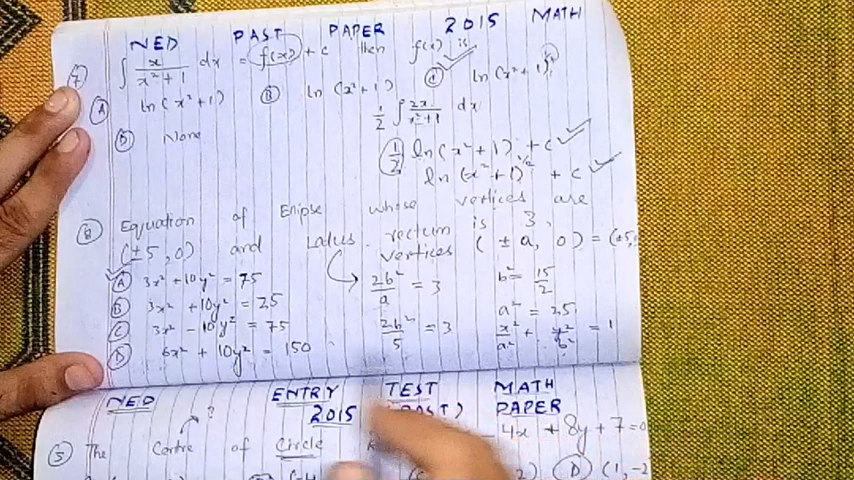 NED PAST PAPER 2015 MATH
7 ∫ x/(x²+1) dx = f(x) + c then f(x) is
A ln(x²+1) B ln(x²+1) C ln(x²+1)^1/2
D None
1/2 ∫ 2x/(x²+1) dx
1/2 ln(x²+1) + c
ln(x²+1)^1/2 + c
6 Equation of Ellipse whose vertices are
(±5,0) and Latus rectum is 3,
vertices (±a, 0) = (±5,
A 3x²+10y² = 75 2b²/a = 3 b² = 15/2
B 3x² + 10y² = 25 a² = 25
C 3x² - 10y² = 75 2b²/5 = 3 x²/a² + y²/b² = 1
D 6x² + 10y² = 150
NED ENTRY TEST MATH
2015 PAPER
5 The Centre of Circle 4x + 8y + 7 = 0
? D (1, -2